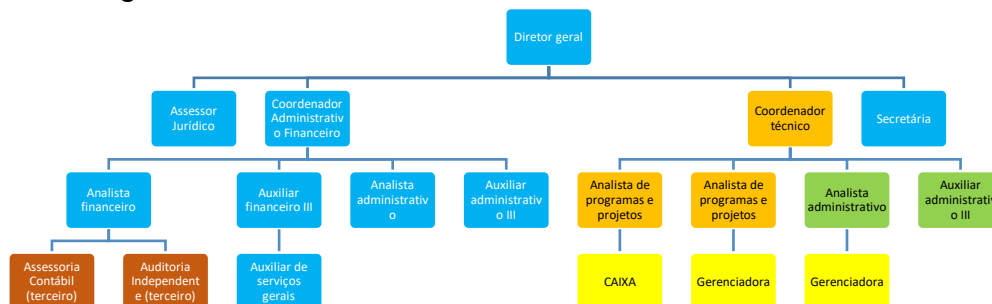 Diretor geral
Assessor
Jurídico
Coordenador
Administrativ
o Financeiro
Coordenador
técnico
Secretária
Analista
financeiro
Auxiliar
financeiro III
Analista
administrativ
o
Auxiliar
administrativ
o III
Analista de
programas e
projetos
Analista de
programas e
projetos
Analista
administrativo
Auxiliar
administrativ
o III
Assessoria
Contábil
(terceiro)
Auditoria
Independent
e (terceiro)
Auxiliar de
serviços
gerais
CAIXA
Gerenciadora
Gerenciadora